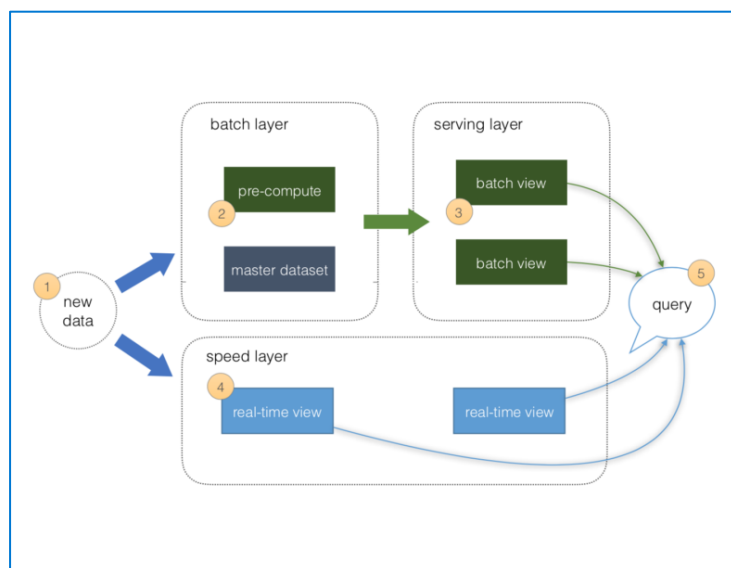 batch layer
serving layer
pre-compute
2
batch view
3
master dataset
batch view
1
new
data
5
query
speed layer
4
real-time view
real-time view